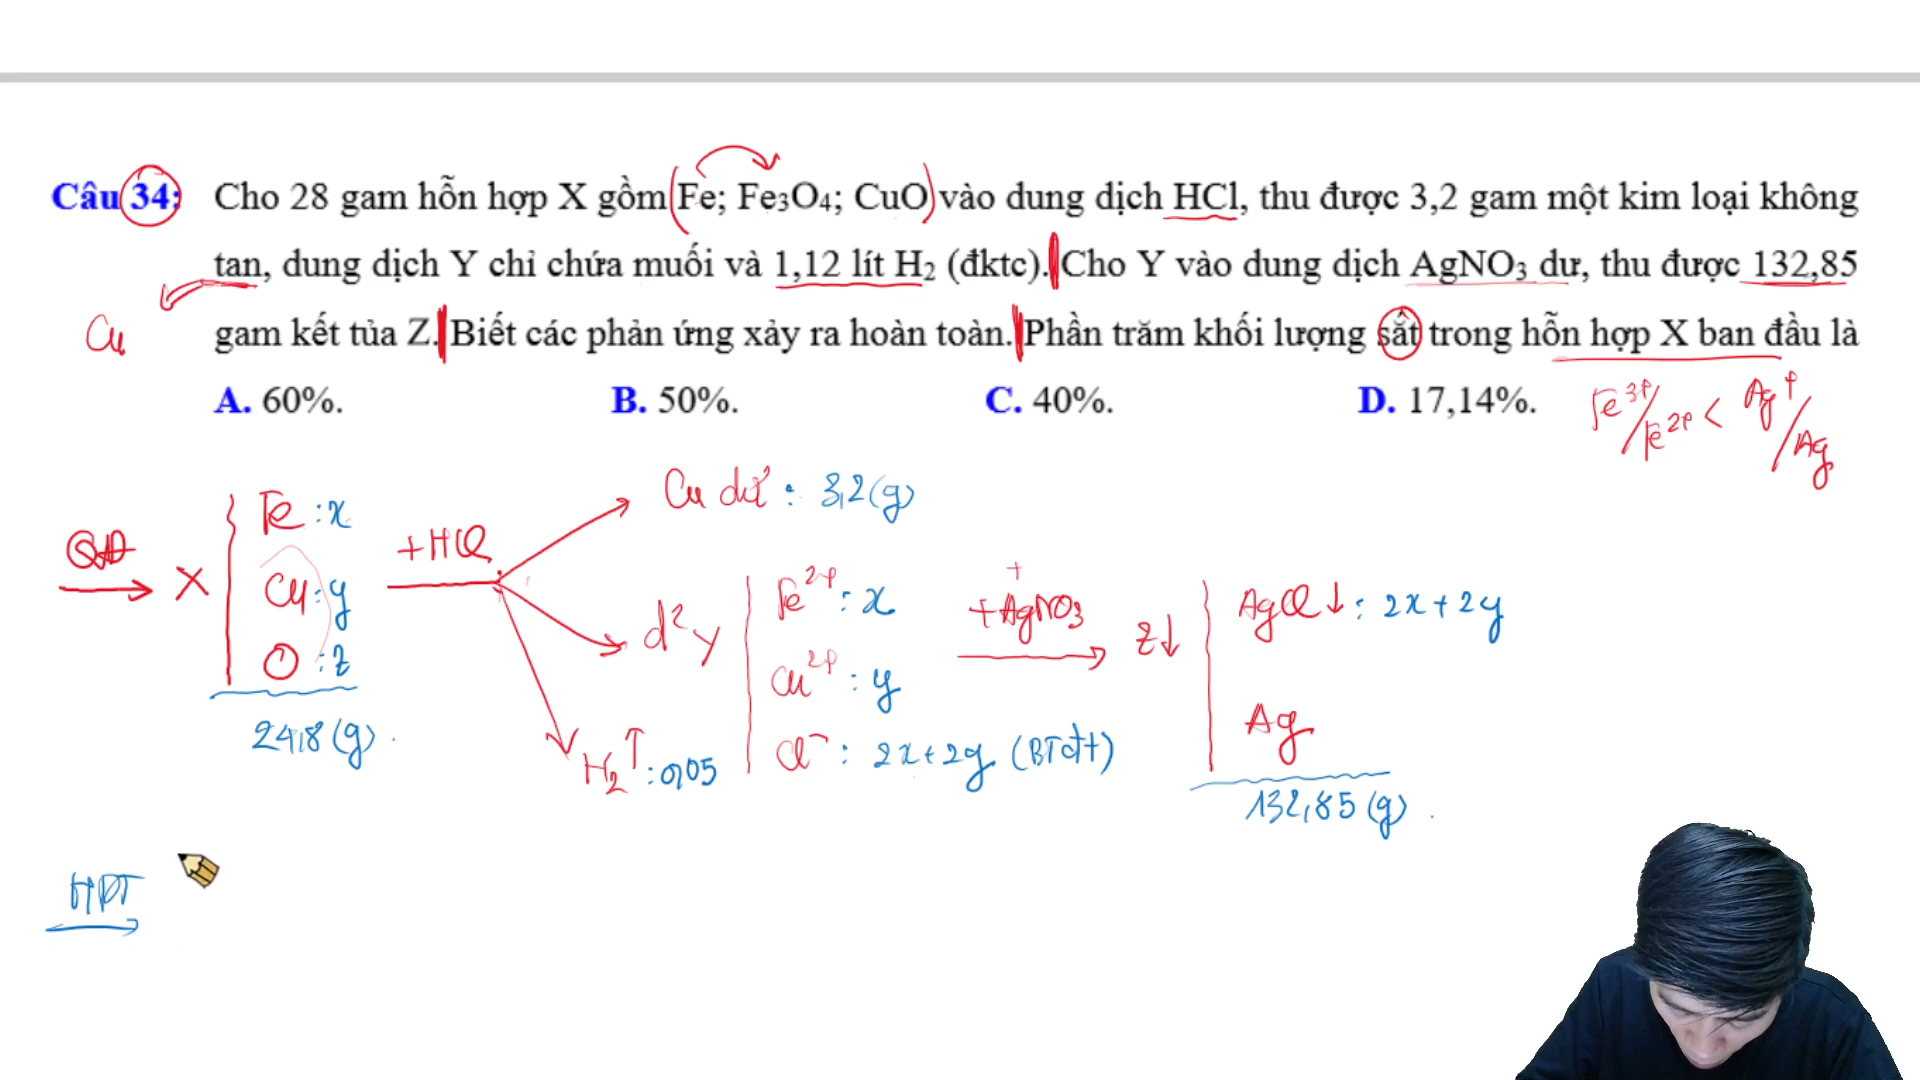 Câu 34: Cho 28 gam hỗn hợp X gồm Fe; Fe₃O₄; CuO vào dung dịch HCl, thu được 3,2 gam một kim loại không
tan, dung dịch Y chỉ chứa muối và 1,12 lít H₂ (đktc). Cho Y vào dung dịch AgNO₃ dư, thu được 132,85
Cu
gam kết tủa Z. Biết các phản ứng xảy ra hoàn toàn. Phần trăm khối lượng sắt trong hỗn hợp X ban đầu là
A. 60%. B. 50%. C. 40%. D. 17,14%.
Fe³⁺/Fe²⁺ < Ag⁺/Ag
QĐ → X
Fe : x
Cu : y
O : z
24,8 (g)
+HCl
Cu dư : 3,2 (g)
d² Y
H₂↑ : 0,05
Fe²⁺ : x
Cu²⁺ : y
Cl⁻ : 2x + 2y (BTĐT)
+AgNO₃
Z↓
AgCl↓ : 2x + 2y
Ag
132,85 (g)
HPT →